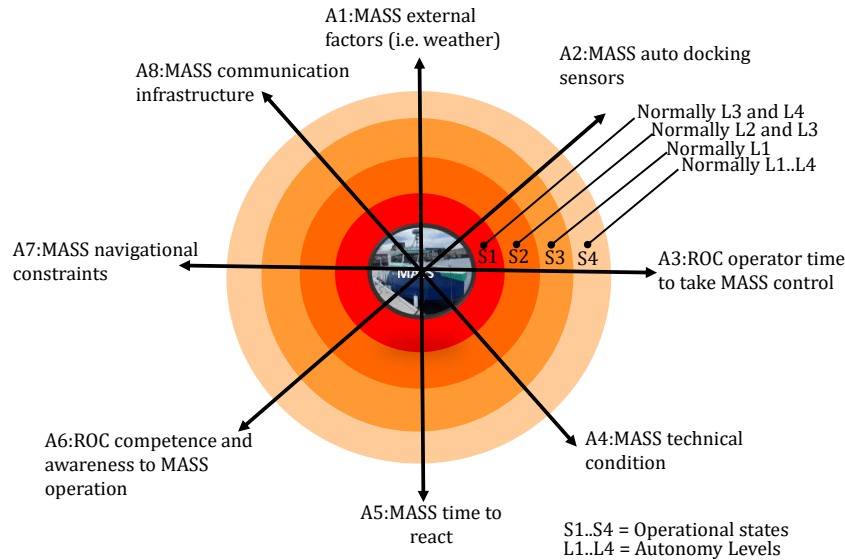 A1:MASS external
factors (i.e. weather)
A2:MASS auto docking
sensors
A8:MASS communication
infrastructure
Normally L3 and L4
Normally L2 and L3
Normally L1
Normally L1..L4
A7:MASS navigational
constraints
S1 S2 S3 S4
MASS
A3:ROC operator time
to take MASS control
A6:ROC competence and
awareness to MASS
operation
A4:MASS technical
condition
A5:MASS time to
react
S1..S4 = Operational states
L1..L4 = Autonomy Levels